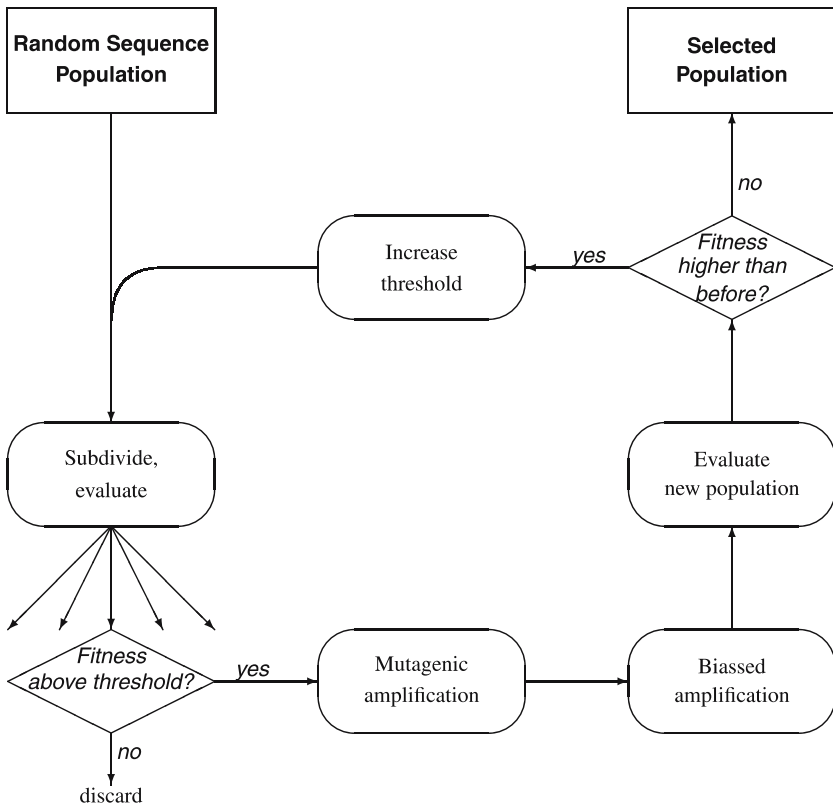 Random Sequence
Population
Selected
Population
no
Fitness
higher than
before?
yes
Increase
threshold
Subdivide,
evaluate
Evaluate
new population
Fitness
above threshold?
yes
Mutagenic
amplification
Biassed
amplification
no
discard